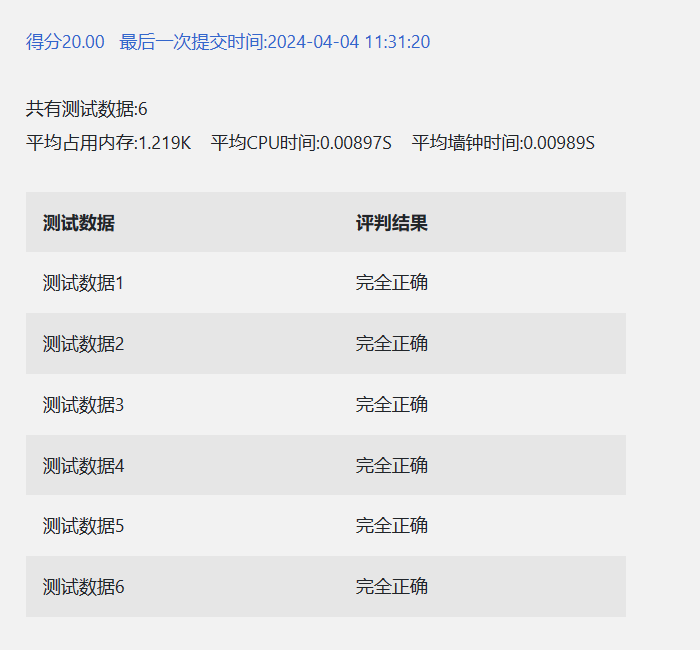 得分20.00 最后一次提交时间:2024-04-04 11:31:20
共有测试数据:6
平均占用内存:1.219K 平均CPU时间:0.00897S 平均墙钟时间:0.00989S
测试数据 评判结果
测试数据1 完全正确
测试数据2 完全正确
测试数据3 完全正确
测试数据4 完全正确
测试数据5 完全正确
测试数据6 完全正确